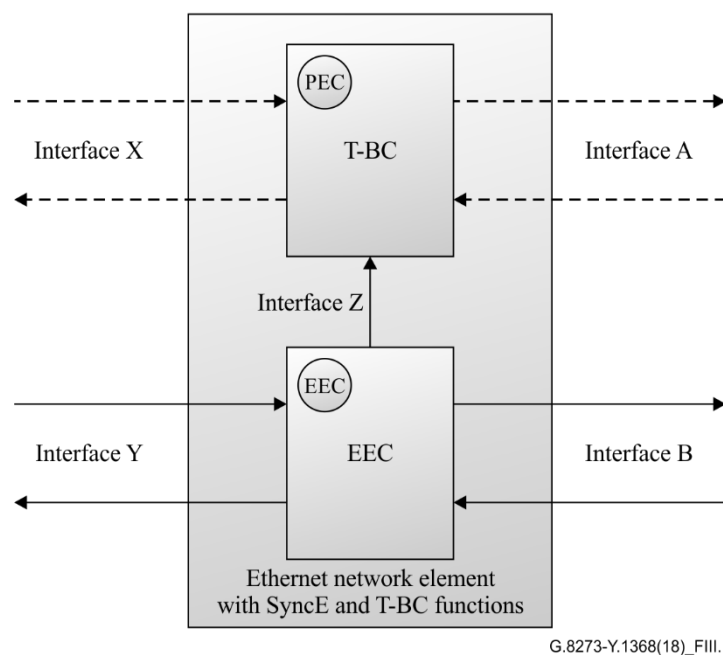 PEC
Interface X
T-BC
Interface A
Interface Z
EEC
Interface Y
EEC
Interface B
Ethernet network element
with SyncE and T-BC functions
G.8273-Y.1368(18)_FIII.